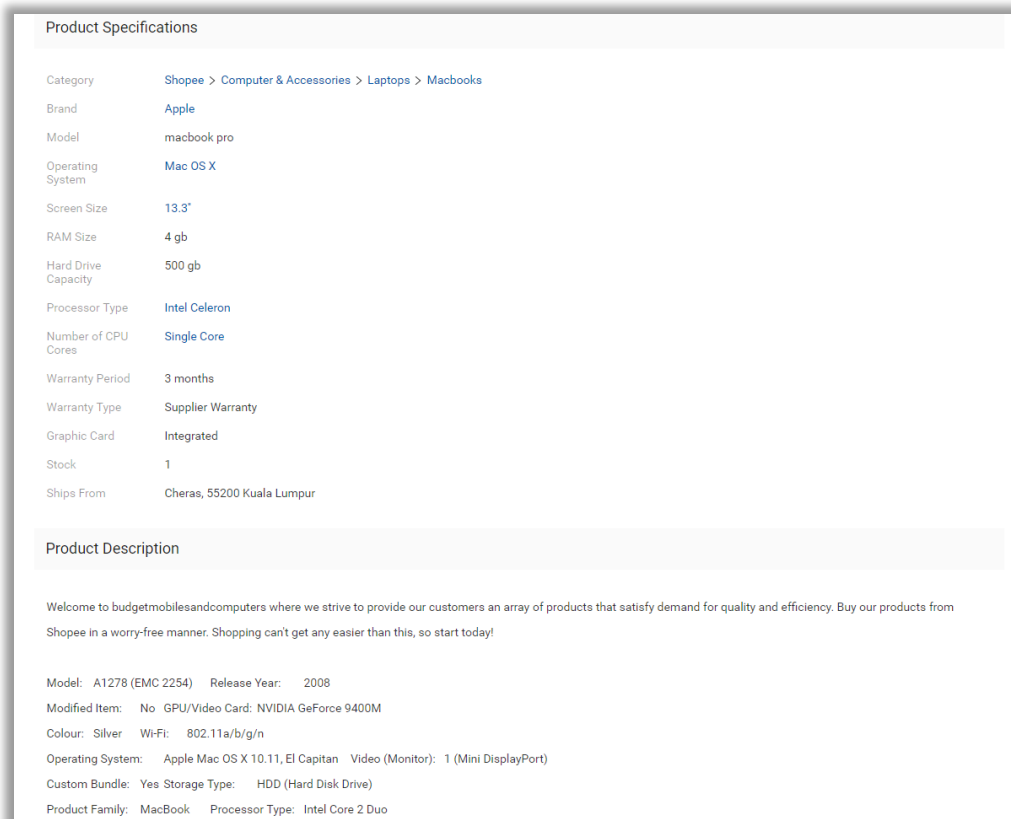 Product Specifications
Category Shopee > Computer & Accessories > Laptops > Macbooks
Brand Apple
Model macbook pro
Operating System Mac OS X
Screen Size 13.3"
RAM Size 4 gb
Hard Drive Capacity 500 gb
Processor Type Intel Celeron
Number of CPU Cores Single Core
Warranty Period 3 months
Warranty Type Supplier Warranty
Graphic Card Integrated
Stock 1
Ships From Cheras, 55200 Kuala Lumpur
Product Description
Welcome to budgetmobilesandcomputers where we strive to provide our customers an array of products that satisfy demand for quality and efficiency. Buy our products from
Shopee in a worry-free manner. Shopping can't get any easier than this, so start today!
Model: A1278 (EMC 2254) Release Year: 2008
Modified Item: No GPU/Video Card: NVIDIA GeForce 9400M
Colour: Silver Wi-Fi: 802.11a/b/g/n
Operating System: Apple Mac OS X 10.11, El Capitan Video (Monitor): 1 (Mini DisplayPort)
Custom Bundle: Yes Storage Type: HDD (Hard Disk Drive)
Product Family: MacBook Processor Type: Intel Core 2 Duo